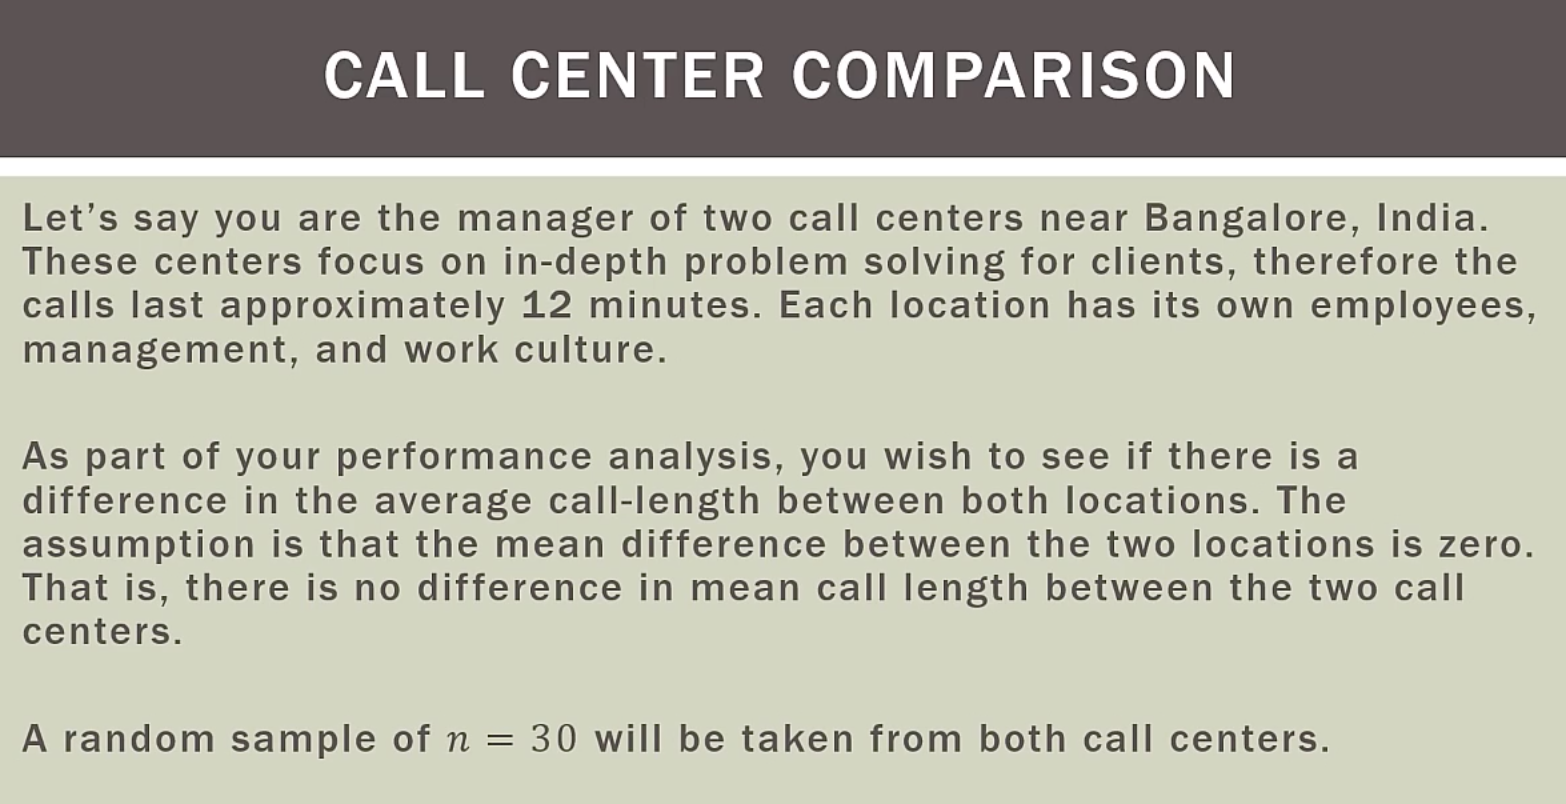 CALL CENTER COMPARISON
Let’s say you are the manager of two call centers near Bangalore, India.
These centers focus on in-depth problem solving for clients, therefore the
calls last approximately 12 minutes. Each location has its own employees,
management, and work culture.
As part of your performance analysis, you wish to see if there is a
difference in the average call-length between both locations. The
assumption is that the mean difference between the two locations is zero.
That is, there is no difference in mean call length between the two call
centers.
A random sample of n = 30 will be taken from both call centers.